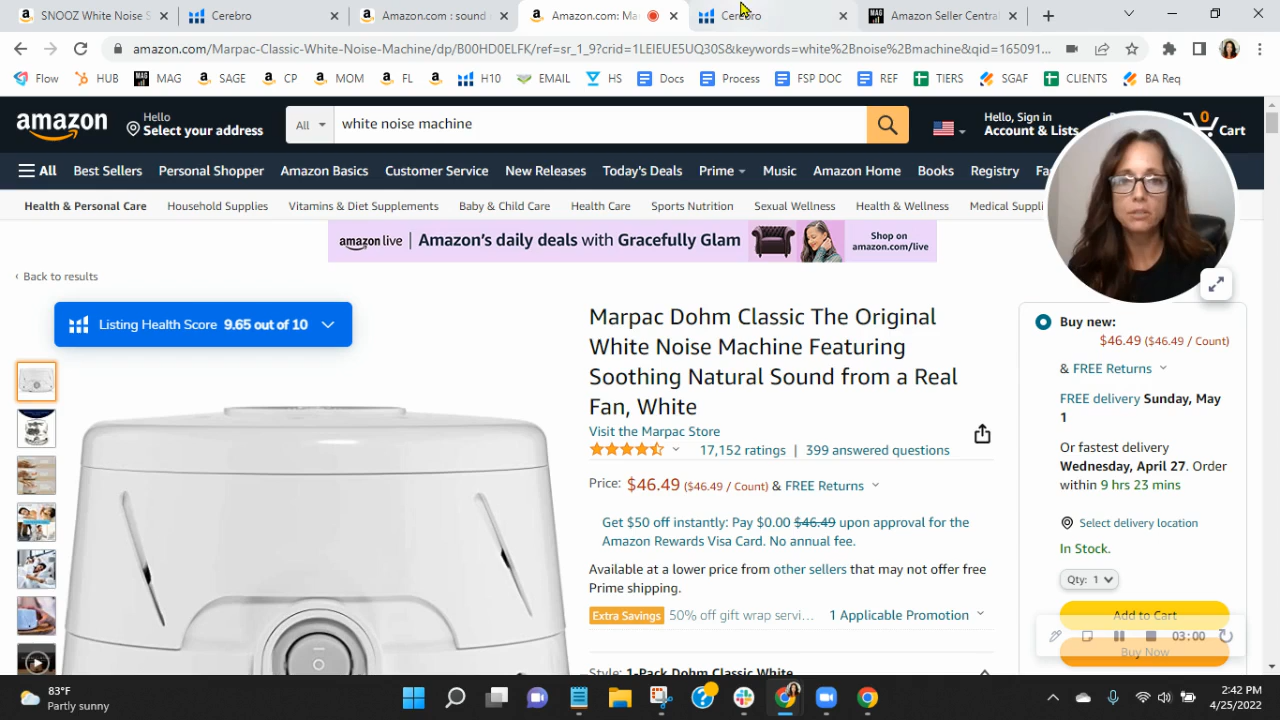 SNOOZ White Noise S
Cerebro
Amazon.com : sound
Amazon.com: Ma
Cerebro
Amazon Seller Central
amazon.com/Marpac-Classic-White-Noise-Machine/dp/B00HD0ELFK/ref=sr_1_9?crid=1LEIEUE5UQ30S&keywords=white%2Bnoise%2Bmachine&qid=165091...
Flow
HUB
MAG
SAGE
CP
MOM
FL
H10
EMAIL
HS
Docs
Process
FSP DOC
REF
TIERS
SGAF
CLIENTS
BA Req
amazon
Hello
Select your address
All
white noise machine
Hello, Sign in
Account & Lists
0
Cart
All
Best Sellers
Personal Shopper
Amazon Basics
Customer Service
New Releases
Today's Deals
Prime
Music
Amazon Home
Books
Registry
Health & Personal Care
Household Supplies
Vitamins & Diet Supplements
Baby & Child Care
Health Care
Sports Nutrition
Sexual Wellness
Health & Wellness
Medical Suppli
amazon live
Amazon's daily deals with Gracefully Glam
Shop on
amazon.com/live
‹ Back to results
Listing Health Score 9.65 out of 10
Marpac Dohm Classic The Original
White Noise Machine Featuring
Soothing Natural Sound from a Real
Fan, White
Visit the Marpac Store
17,152 ratings | 399 answered questions
Price: $46.49 ($46.49 / Count) & FREE Returns
Get $50 off instantly: Pay $0.00 $46.49 upon approval for the
Amazon Rewards Visa Card. No annual fee.
Available at a lower price from other sellers that may not offer free
Prime shipping.
Extra Savings 50% off gift wrap servi... 1 Applicable Promotion
Style: 1-Pack Dohm Classic White
Buy new:
$46.49 ($46.49 / Count)
& FREE Returns
FREE delivery Sunday, May
1
Or fastest delivery
Wednesday, April 27. Order
within 9 hrs 23 mins
Select delivery location
In Stock.
Qty: 1
Add to Cart
03:00
Buy Now
83°F
Partly sunny
2:42 PM
4/25/2022